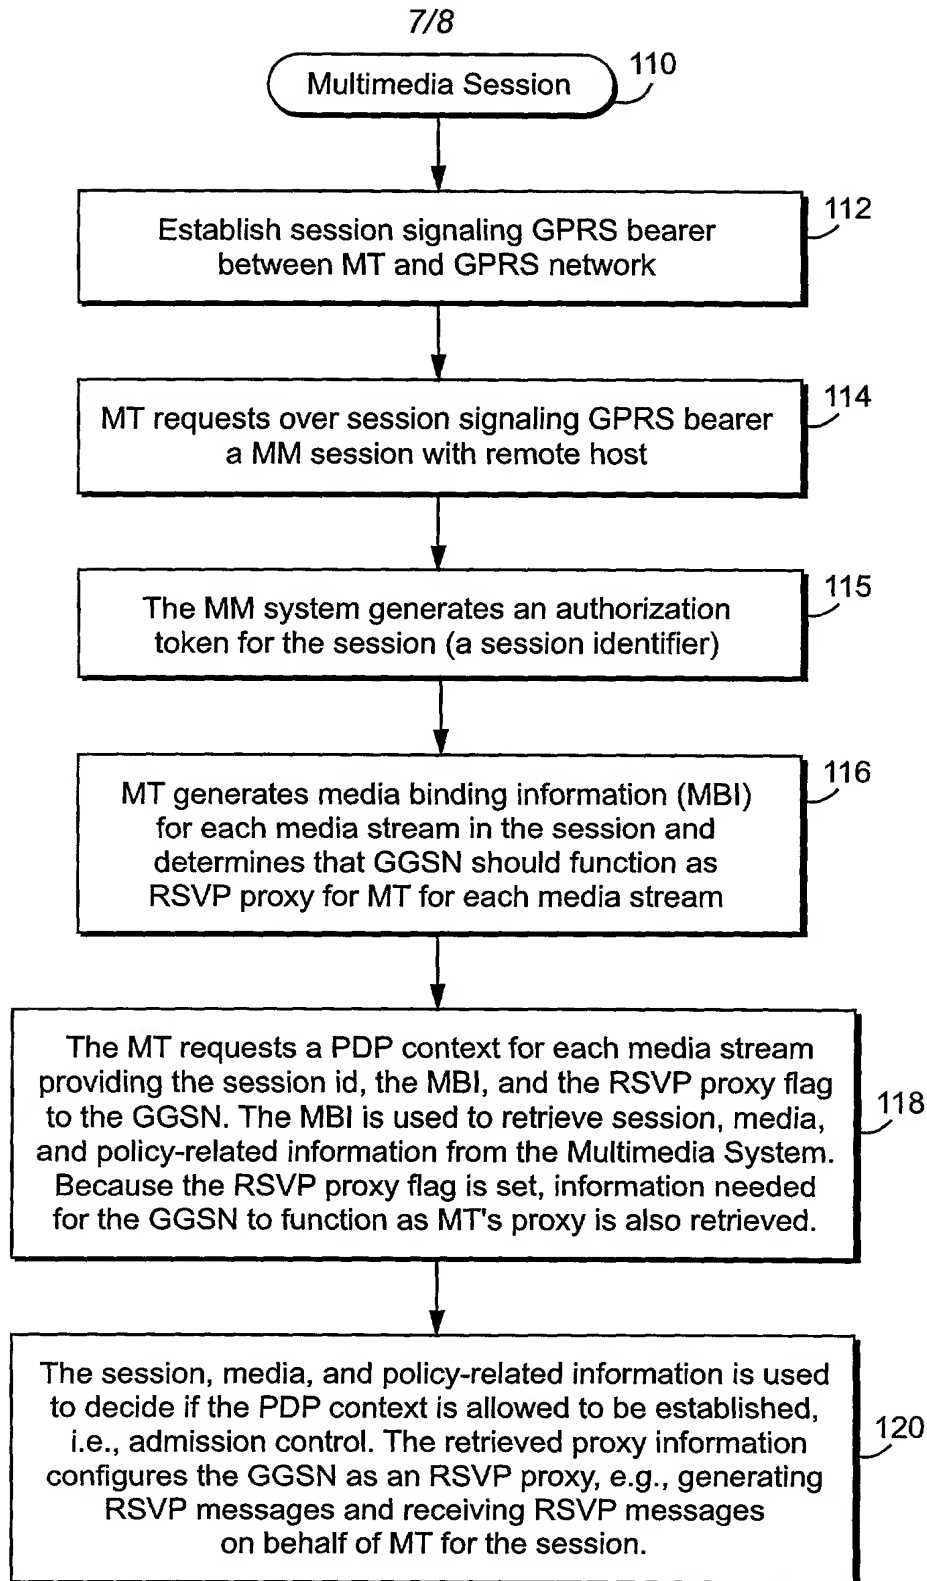 7/8
Multimedia Session
110
Establish session signaling GPRS bearer
between MT and GPRS network
112
MT requests over session signaling GPRS bearer
a MM session with remote host
114
The MM system generates an authorization
token for the session (a session identifier)
115
MT generates media binding information (MBI)
for each media stream in the session and
determines that GGSN should function as
RSVP proxy for MT for each media stream
116
The MT requests a PDP context for each media stream
providing the session id, the MBI, and the RSVP proxy flag
to the GGSN. The MBI is used to retrieve session, media,
and policy-related information from the Multimedia System.
Because the RSVP proxy flag is set, information needed
for the GGSN to function as MT's proxy is also retrieved.
118
The session, media, and policy-related information is used
to decide if the PDP context is allowed to be established,
i.e., admission control. The retrieved proxy information
configures the GGSN as an RSVP proxy, e.g., generating
RSVP messages and receiving RSVP messages
on behalf of MT for the session.
120